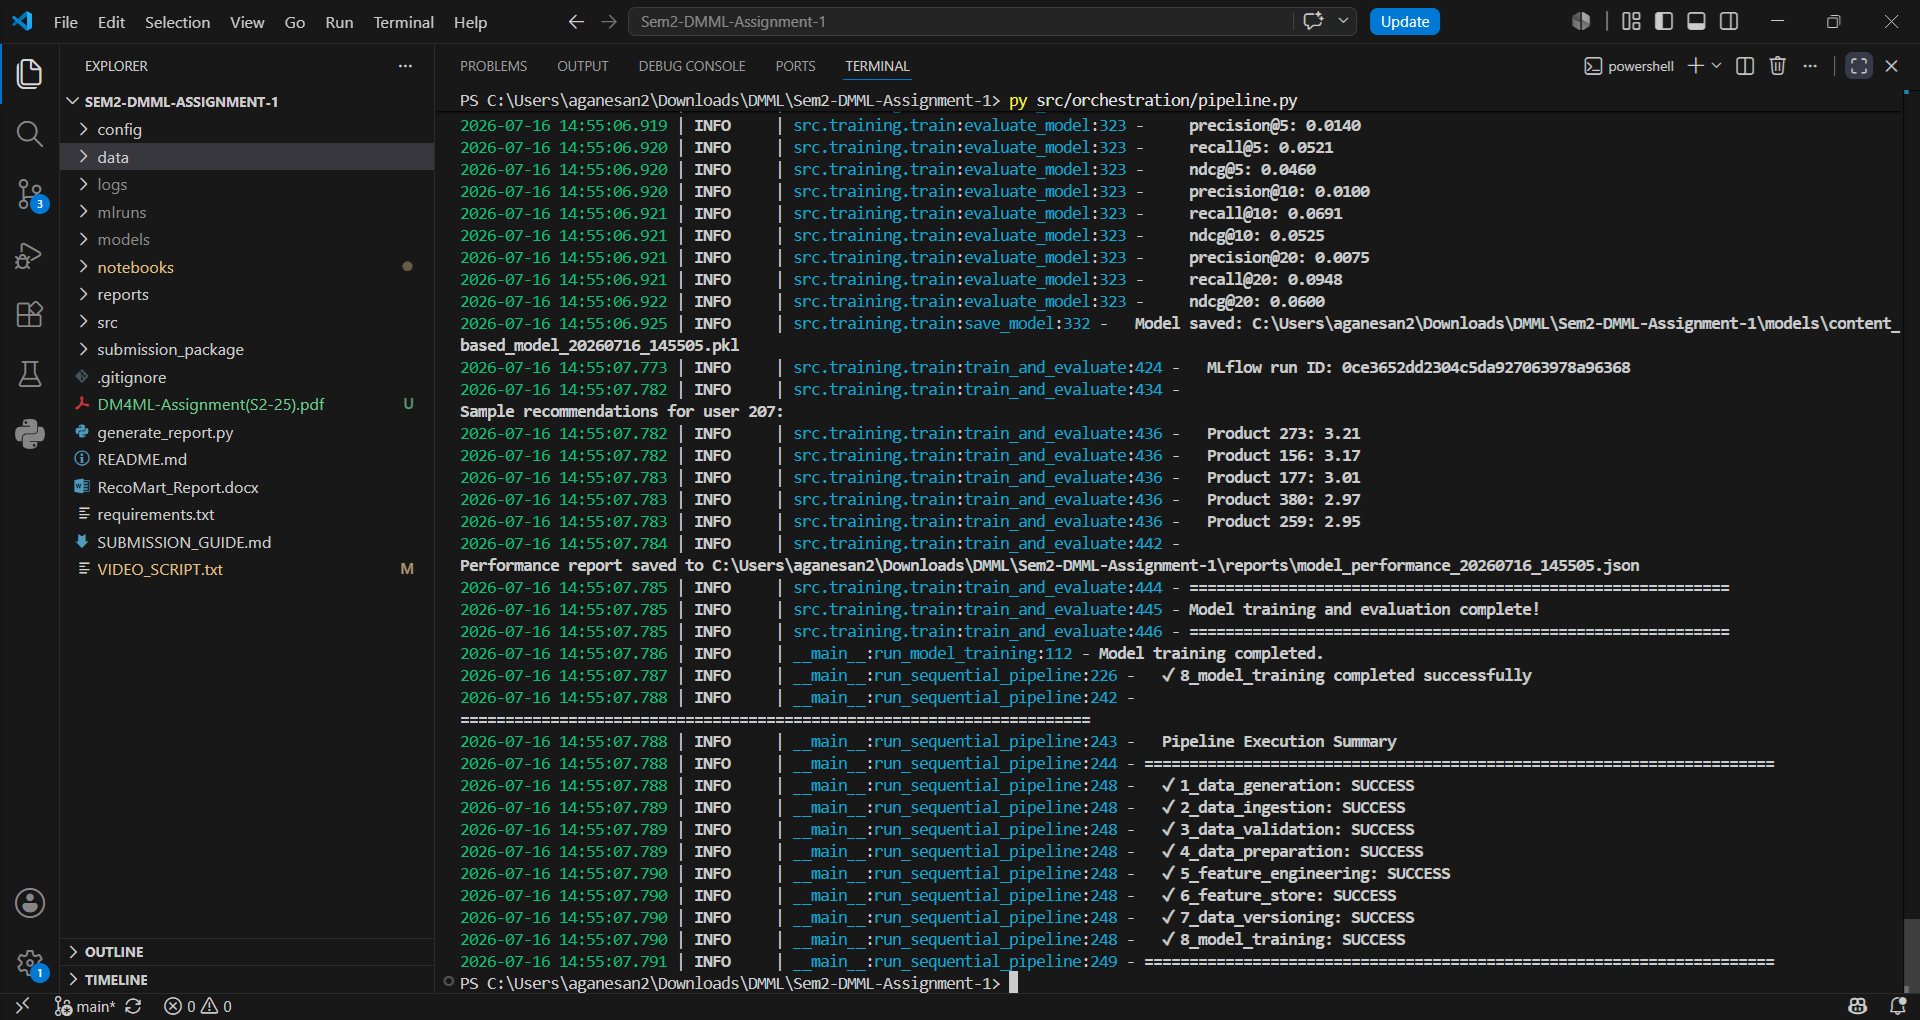 File Edit Selection View Go Run Terminal Help
Sem2-DMML-Assignment-1
Update
EXPLORER
SEM2-DMML-ASSIGNMENT-1
config
data
logs
mlruns
models
notebooks
reports
src
submission_package
.gitignore
DM4ML-Assignment(S2-25).pdf U
generate_report.py
README.md
RecoMart_Report.docx
requirements.txt
SUBMISSION_GUIDE.md
VIDEO_SCRIPT.txt M
OUTLINE
TIMELINE
3
1
PROBLEMS OUTPUT DEBUG CONSOLE PORTS TERMINAL
powershell
PS C:\Users\aganesan2\Downloads\DMML\Sem2-DMML-Assignment-1> py src/orchestration/pipeline.py
2026-07-16 14:55:06.919 | INFO | src.training.train:evaluate_model:323 - precision@5: 0.0140
2026-07-16 14:55:06.920 | INFO | src.training.train:evaluate_model:323 - recall@5: 0.0521
2026-07-16 14:55:06.920 | INFO | src.training.train:evaluate_model:323 - ndcg@5: 0.0460
2026-07-16 14:55:06.920 | INFO | src.training.train:evaluate_model:323 - precision@10: 0.0100
2026-07-16 14:55:06.921 | INFO | src.training.train:evaluate_model:323 - recall@10: 0.0691
2026-07-16 14:55:06.921 | INFO | src.training.train:evaluate_model:323 - ndcg@10: 0.0525
2026-07-16 14:55:06.921 | INFO | src.training.train:evaluate_model:323 - precision@20: 0.0075
2026-07-16 14:55:06.921 | INFO | src.training.train:evaluate_model:323 - recall@20: 0.0948
2026-07-16 14:55:06.922 | INFO | src.training.train:evaluate_model:323 - ndcg@20: 0.0600
2026-07-16 14:55:06.925 | INFO | src.training.train:save_model:332 - Model saved: C:\Users\aganesan2\Downloads\DMML\Sem2-DMML-Assignment-1\models\content_
based_model_20260716_145505.pkl
2026-07-16 14:55:07.773 | INFO | src.training.train:train_and_evaluate:424 - MLflow run ID: 0ce3652dd2304c5da927063978a96368
2026-07-16 14:55:07.782 | INFO | src.training.train:train_and_evaluate:434 -
Sample recommendations for user 207:
2026-07-16 14:55:07.782 | INFO | src.training.train:train_and_evaluate:436 - Product 273: 3.21
2026-07-16 14:55:07.782 | INFO | src.training.train:train_and_evaluate:436 - Product 156: 3.17
2026-07-16 14:55:07.783 | INFO | src.training.train:train_and_evaluate:436 - Product 177: 3.01
2026-07-16 14:55:07.783 | INFO | src.training.train:train_and_evaluate:436 - Product 380: 2.97
2026-07-16 14:55:07.783 | INFO | src.training.train:train_and_evaluate:436 - Product 259: 2.95
2026-07-16 14:55:07.784 | INFO | src.training.train:train_and_evaluate:442 -
Performance report saved to C:\Users\aganesan2\Downloads\DMML\Sem2-DMML-Assignment-1\reports\model_performance_20260716_145505.json
2026-07-16 14:55:07.785 | INFO | src.training.train:train_and_evaluate:444 - ============================================================
2026-07-16 14:55:07.785 | INFO | src.training.train:train_and_evaluate:445 - Model training and evaluation complete!
2026-07-16 14:55:07.785 | INFO | src.training.train:train_and_evaluate:446 - ============================================================
2026-07-16 14:55:07.786 | INFO | __main__:run_model_training:112 - Model training completed.
2026-07-16 14:55:07.787 | INFO | __main__:run_sequential_pipeline:226 - ✓ 8_model_training completed successfully
2026-07-16 14:55:07.788 | INFO | __main__:run_sequential_pipeline:242 -
======================================================================
2026-07-16 14:55:07.788 | INFO | __main__:run_sequential_pipeline:243 - Pipeline Execution Summary
2026-07-16 14:55:07.788 | INFO | __main__:run_sequential_pipeline:244 - ======================================================================
2026-07-16 14:55:07.788 | INFO | __main__:run_sequential_pipeline:248 - ✓ 1_data_generation: SUCCESS
2026-07-16 14:55:07.789 | INFO | __main__:run_sequential_pipeline:248 - ✓ 2_data_ingestion: SUCCESS
2026-07-16 14:55:07.789 | INFO | __main__:run_sequential_pipeline:248 - ✓ 3_data_validation: SUCCESS
2026-07-16 14:55:07.789 | INFO | __main__:run_sequential_pipeline:248 - ✓ 4_data_preparation: SUCCESS
2026-07-16 14:55:07.790 | INFO | __main__:run_sequential_pipeline:248 - ✓ 5_feature_engineering: SUCCESS
2026-07-16 14:55:07.790 | INFO | __main__:run_sequential_pipeline:248 - ✓ 6_feature_store: SUCCESS
2026-07-16 14:55:07.790 | INFO | __main__:run_sequential_pipeline:248 - ✓ 7_data_versioning: SUCCESS
2026-07-16 14:55:07.790 | INFO | __main__:run_sequential_pipeline:248 - ✓ 8_model_training: SUCCESS
2026-07-16 14:55:07.791 | INFO | __main__:run_sequential_pipeline:249 - ======================================================================
PS C:\Users\aganesan2\Downloads\DMML\Sem2-DMML-Assignment-1>
main* 0 0